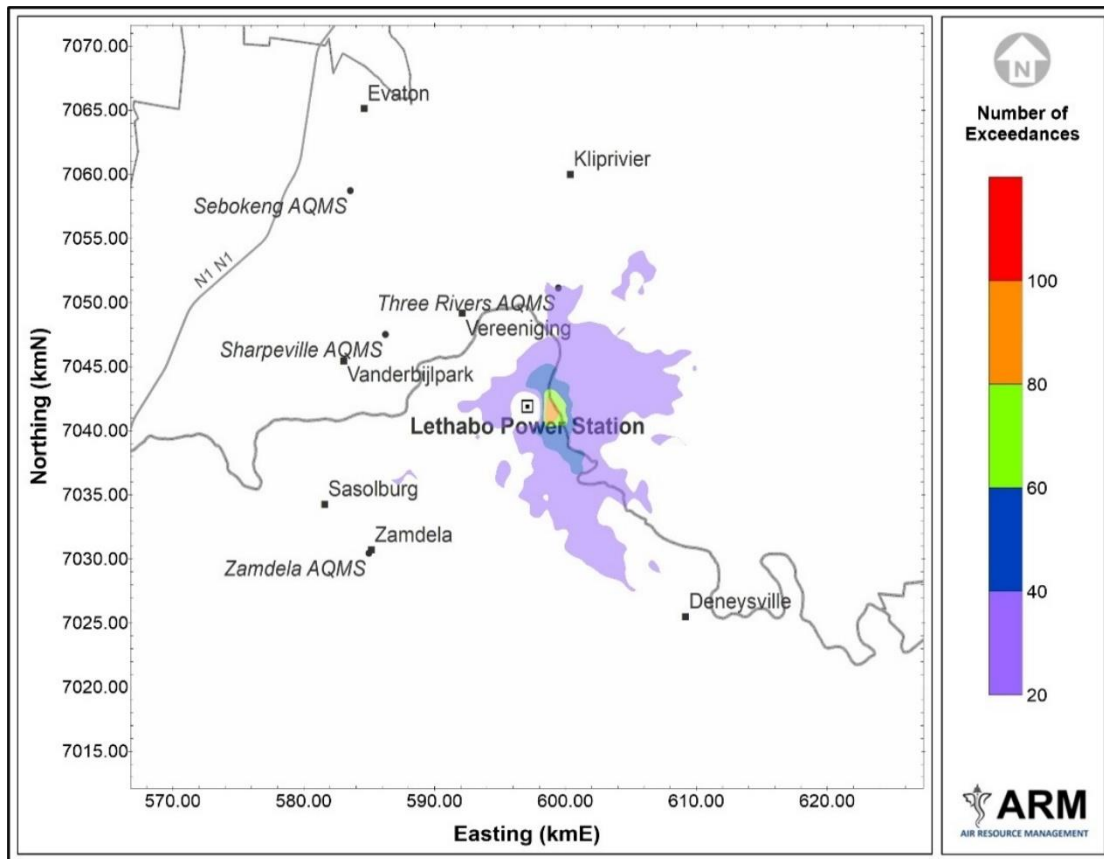 7070.00
7065.00
7060.00
7055.00
7050.00
7045.00
7040.00
7035.00
7030.00
7025.00
7020.00
7015.00
Northing (kmN)
570.00 580.00 590.00 600.00 610.00 620.00
Easting (kmE)
Evaton
Kliprivier
Sebokeng AQMS
N1 N1
Three Rivers AQMS
Vereeniging
Sharpeville AQMS
Vanderbijlpark
Lethabo Power Station
Sasolburg
Zamdela
Zamdela AQMS
Deneysville
N
Number of
Exceedances
100
80
60
40
20
ARM
AIR RESOURCE MANAGEMENT